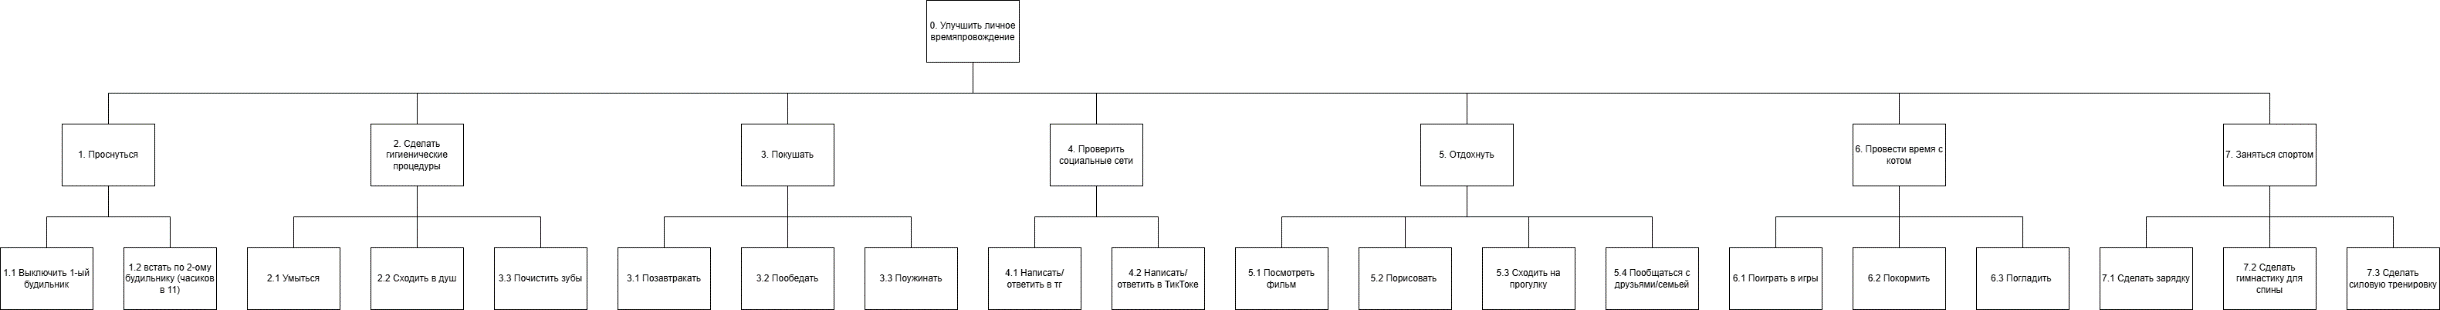 0. Улучшить личное
времяпровождение
1. Проснуться
2. Сделать
гигиенические
процедуры
3. Покушать
4. Проверить
социальные сети
5. Отдохнуть
6. Провести время с
котом
7. Заняться спортом
1.1 Выключить 1-ый
будильник
1.2 встать по 2-ому
будильнику (часиков
в 11)
2.1 Умыться
2.2 Сходить в душ
3.3 Почистить зубы
3.1 Позавтракать
3.2 Пообедать
3.3 Поужинать
4.1 Написать/
ответить в тг
4.2 Написать/
ответить в ТикТоке
5.1 Посмотреть
фильм
5.2 Порисовать
5.3 Сходить на
прогулку
5.4 Пообщаться с
друзьями/семьей
6.1 Поиграть в игры
6.2 Покормить
6.3 Погладить
7.1 Сделать зарядку
7.2 Сделать
гимнастику для
спины
7.3 Сделать
силовую тренировку